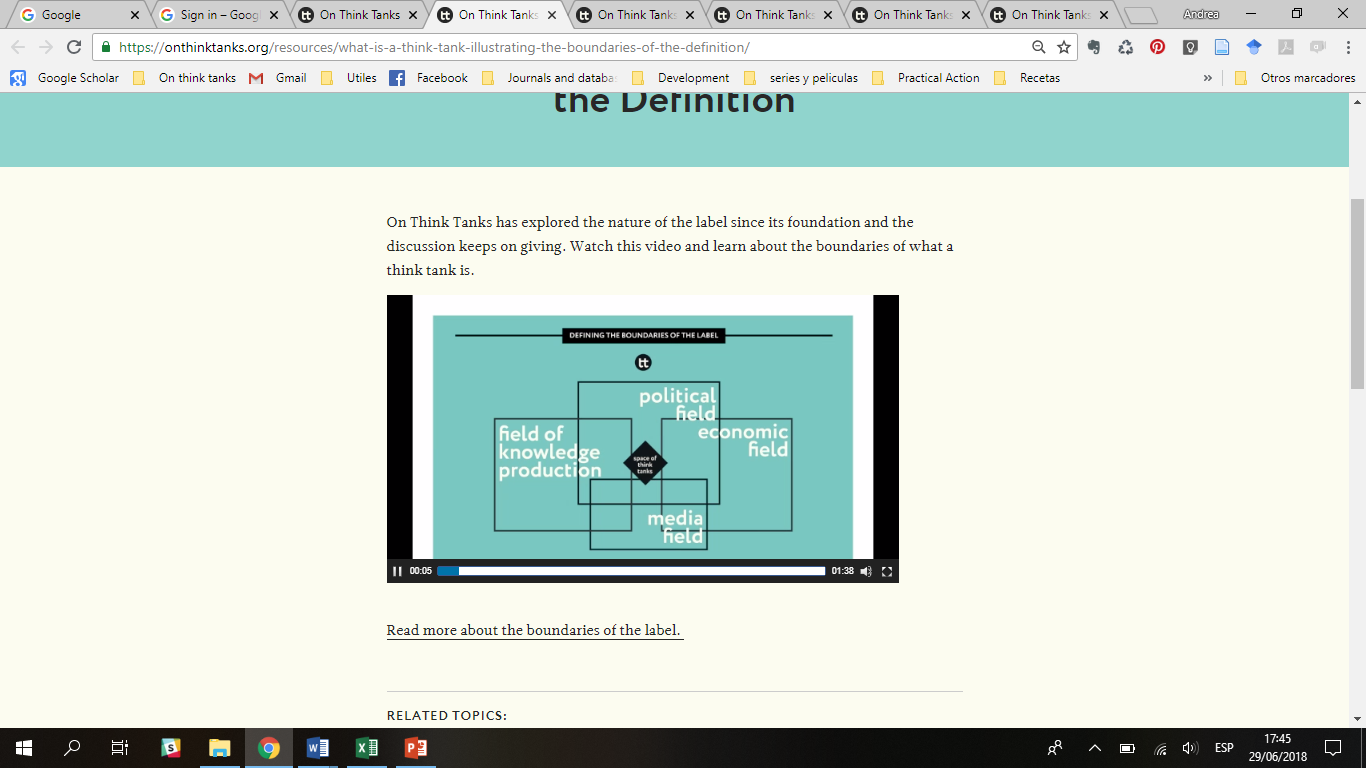 Google
Sign in – Goog
On Think Tanks
On Think Tanks
On Think Tanks
On Think Tanks
On Think Tanks
On Think Tanks
Andrea
https://onthinktanks.org/resources/what-is-a-think-tank-illustrating-the-boundaries-of-the-definition/
Google Scholar
On think tanks
Gmail
Utiles
Facebook
Journals and databa
Development
series y peliculas
Practical Action
Recetas
»
Otros marcadores
the Definition
On Think Tanks has explored the nature of the label since its foundation and the
discussion keeps on giving. Watch this video and learn about the boundaries of what a
think tank is.
DEFINING THE BOUNDARIES OF THE LABEL
tt
political
field
field of
knowledge
production
economic
field
space of
think
tanks
media
field
00:05
01:38
Read more about the boundaries of the label.
RELATED TOPICS:
ESP
17:45
29/06/2018